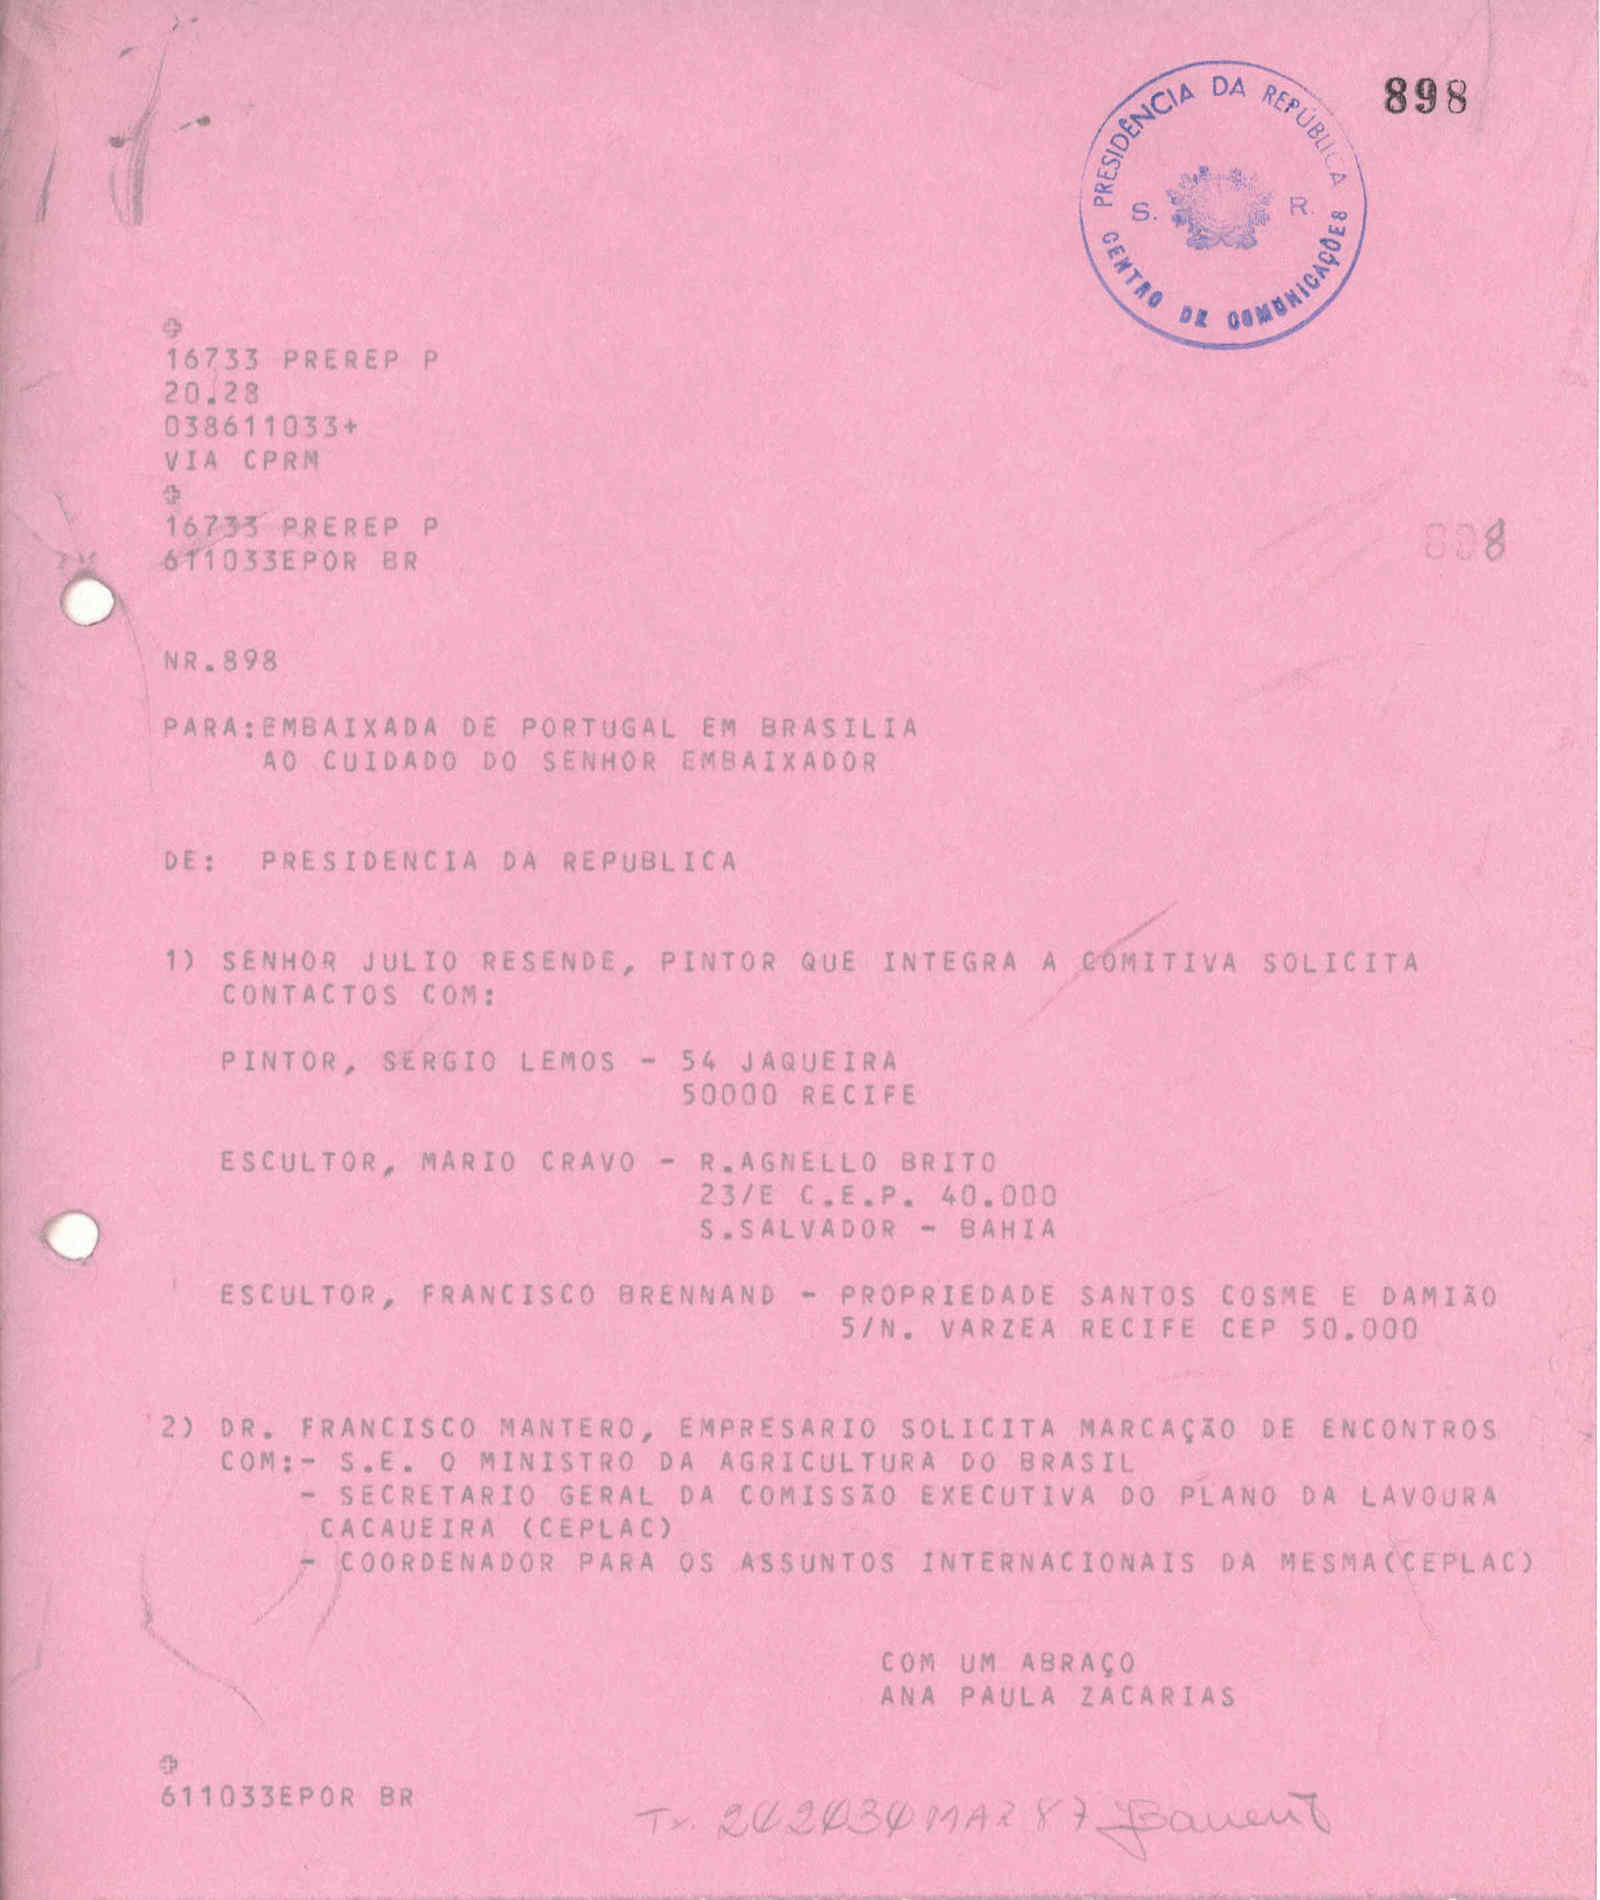 898
PRESIDÊNCIA DA REPÚBLICA
S. R.
CENTRO DE COMUNICAÇÕES
16733 PREREP P
20.28
038611033+
VIA CPRM
16733 PREREP P
611033EPOR BR
898
NR.898
PARA:EMBAIXADA DE PORTUGAL EM BRASILIA
AO CUIDADO DO SENHOR EMBAIXADOR
DE: PRESIDENCIA DA REPUBLICA
1) SENHOR JULIO RESENDE, PINTOR QUE INTEGRA A COMITIVA SOLICITA
CONTACTOS COM:
PINTOR, SERGIO LEMOS - 54 JAQUEIRA
50000 RECIFE
ESCULTOR, MARIO CRAVO - R.AGNELLO BRITO
23/E C.E.P. 40.000
S.SALVADOR - BAHIA
ESCULTOR, FRANCISCO BRENNAND - PROPRIEDADE SANTOS COSME E DAMIÃO
S/N. VARZEA RECIFE CEP 50.000
2) DR. FRANCISCO MANTERO, EMPRESARIO SOLICITA MARCAÇÃO DE ENCONTROS
COM:- S.E. O MINISTRO DA AGRICULTURA DO BRASIL
- SECRETARIO GERAL DA COMISSÃO EXECUTIVA DO PLANO DA LAVOURA
CACAUEIRA (CEPLAC)
- COORDENADOR PARA OS ASSUNTOS INTERNACIONAIS DA MESMA(CEPLAC)
COM UM ABRAÇO
ANA PAULA ZACARIAS
611033EPOR BR
Tx. 202030 MAR 87